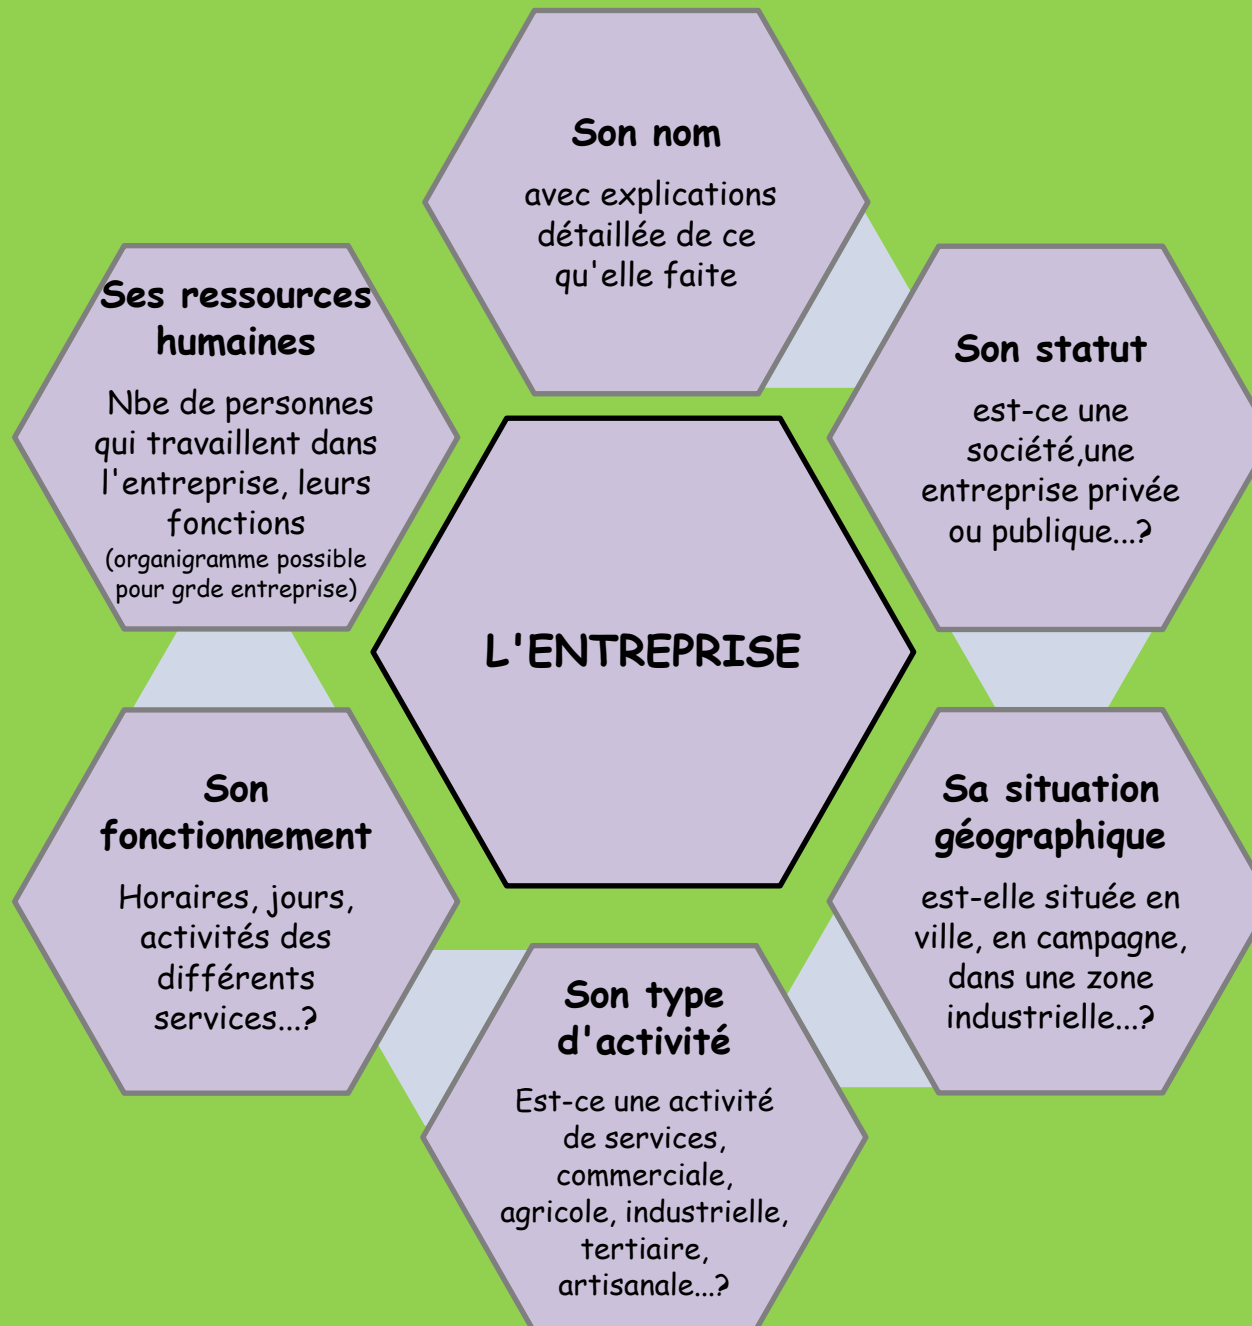 Son nom
avec explications
détaillée de ce
qu'elle faite
Son statut
est-ce une
société,une
entreprise privée
ou publique...?
Sa situation
géographique
est-elle située en
ville, en campagne,
dans une zone
industrielle...?
Son type
d'activité
Est-ce une activité
de services,
commerciale,
agricole, industrielle,
tertiaire,
artisanale...?
Son
fonctionnement
Horaires, jours,
activités des
différents
services...?
Ses ressources
humaines
Nbe de personnes
qui travaillent dans
l'entreprise, leurs
fonctions
(organigramme possible
pour grde entreprise)
L'ENTREPRISE